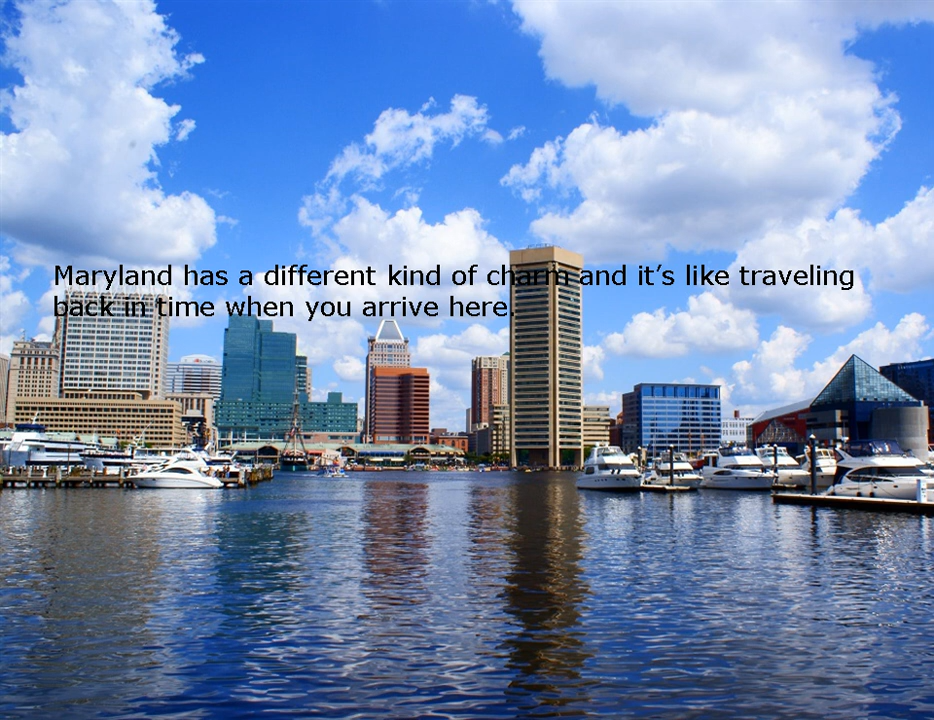 Maryland has a different kind of charm and it’s like traveling
back in time when you arrive here.